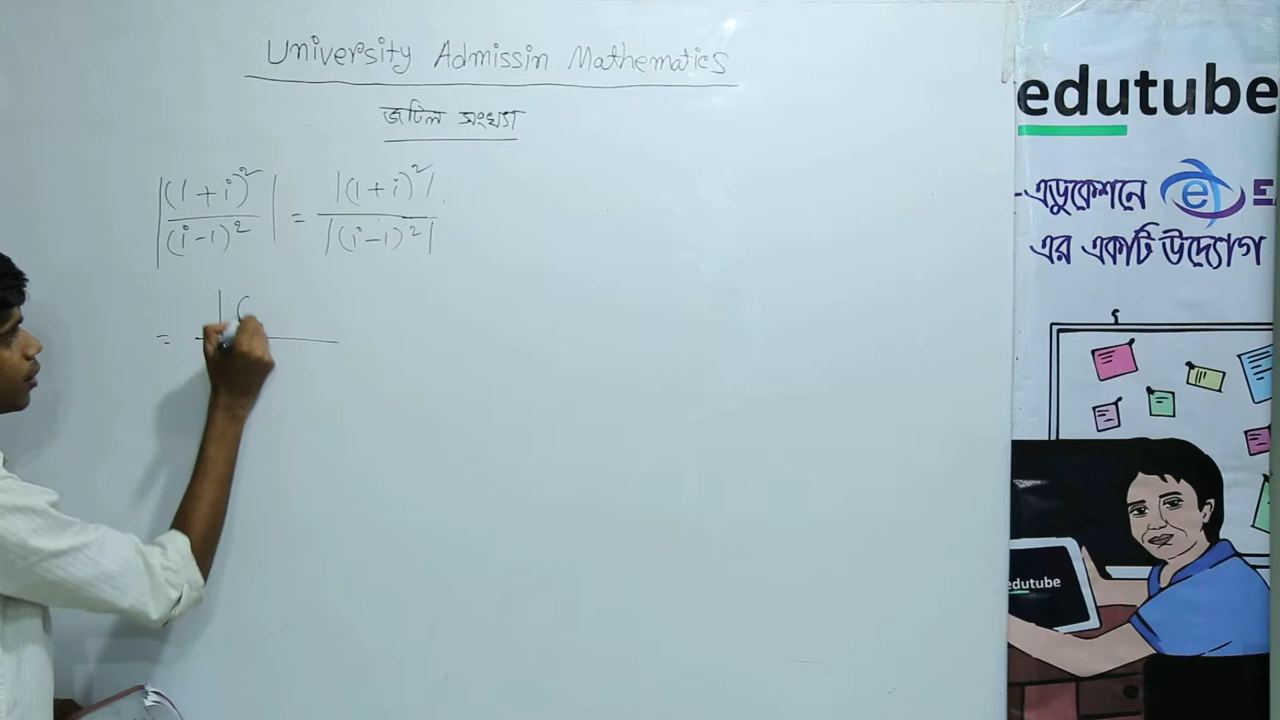 University Admissin Mathematics
জটিল সংখ্যা
|(1+i)²/(i-1)²| = |(1+i)²|/|(i-1)²|
= |(
edutube
এডুকেশনে e E
এর একটি উদ্যোগ
edutube